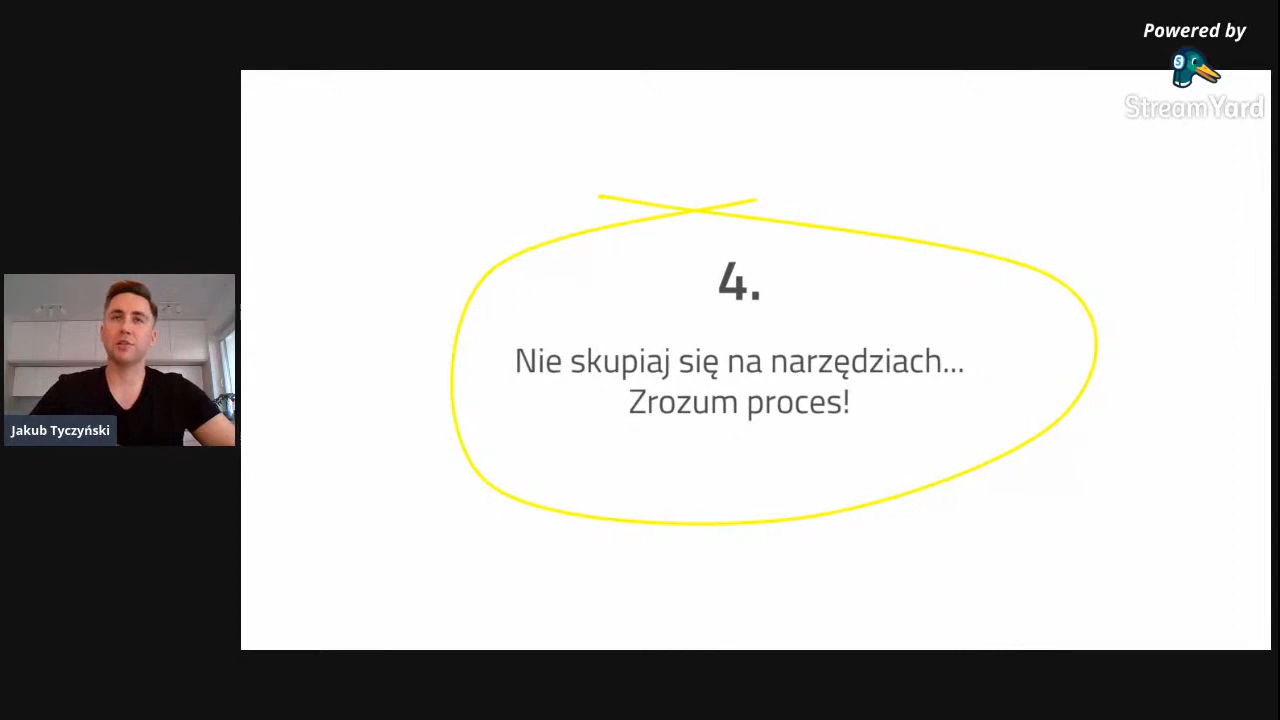 Powered by
StreamYard
4.
Nie skupiaj się na narzędziach...
Zrozum proces!
Jakub Tyczyński